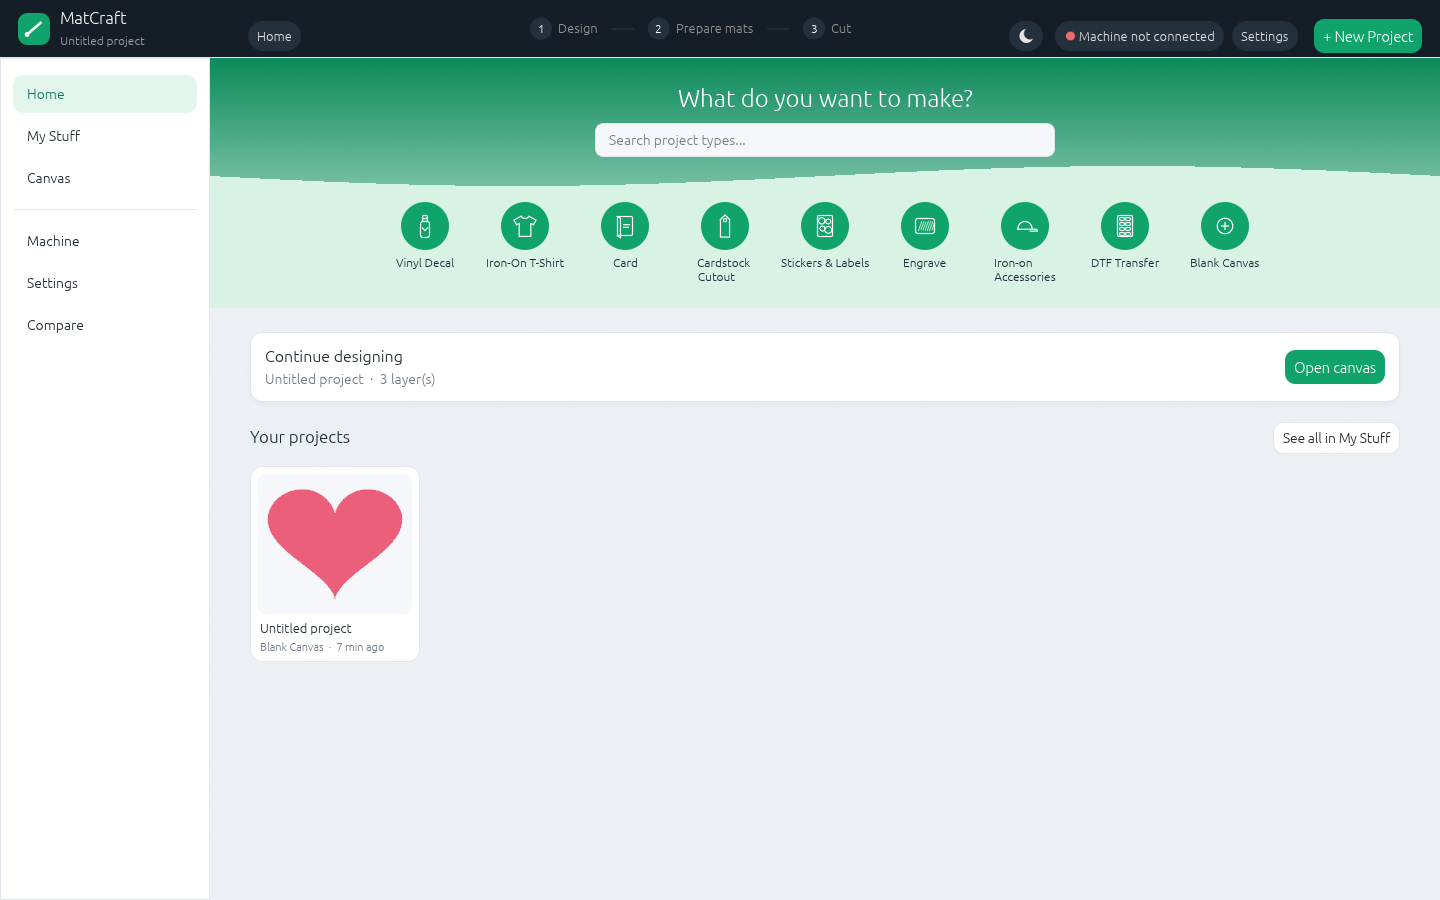 MatCraft
Untitled project
Home
1 Design
2 Prepare mats
3 Cut
Machine not connected
Settings
+ New Project
Home
My Stuff
Canvas
Machine
Settings
Compare
What do you want to make?
Search project types...
Vinyl Decal
Iron-On T-Shirt
Card
Cardstock
Cutout
Stickers & Labels
Engrave
Iron-on
Accessories
DTF Transfer
Blank Canvas
Continue designing
Untitled project · 3 layer(s)
Open canvas
Your projects
See all in My Stuff
Untitled project
Blank Canvas · 7 min ago